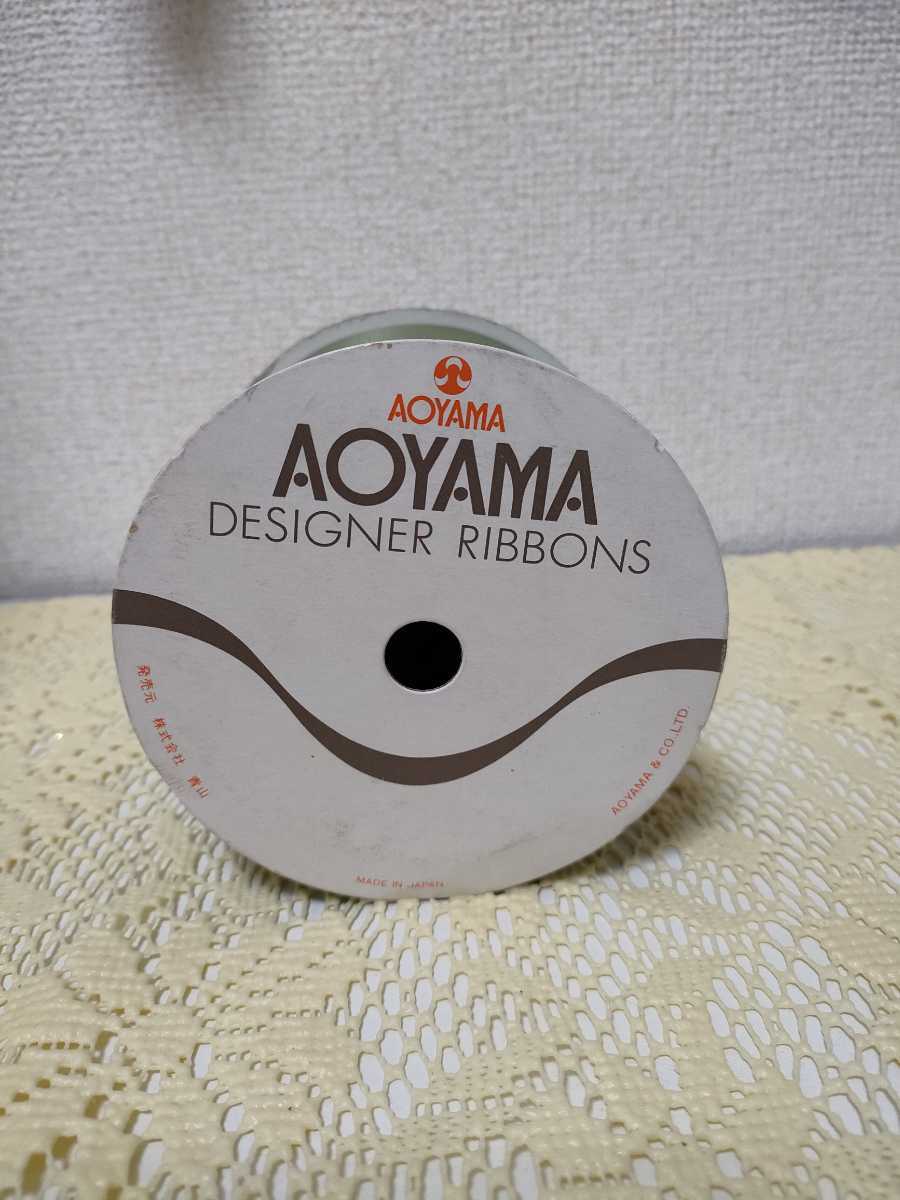 AOYAMA
AOYAMA
DESIGNER RIBBONS
発売元 株式会社 青山
AOYAMA & CO.,LTD.
MADE IN JAPAN